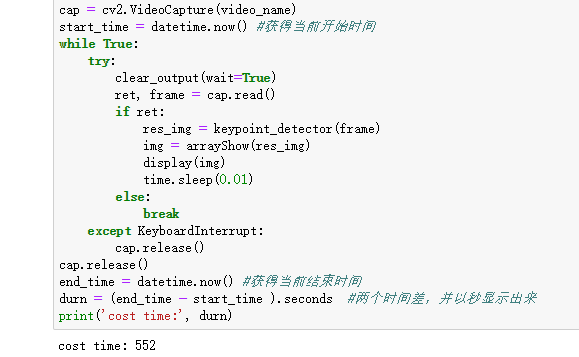 cap = cv2.VideoCapture(video_name)
start_time = datetime.now() #获得当前开始时间
while True:
    try:
        clear_output(wait=True)
        ret, frame = cap.read()
        if ret:
            res_img = keypoint_detector(frame)
            img = arrayShow(res_img)
            display(img)
            time.sleep(0.01)
        else:
            break
    except KeyboardInterrupt:
        cap.release()
cap.release()
end_time = datetime.now() #获得当前结束时间
durn = (end_time - start_time ).seconds  #两个时间差，并以秒显示出来
print('cost time:', durn)
cost time: 552